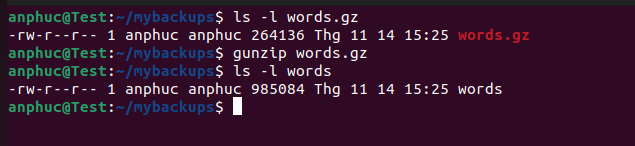 anphuc@Test:~/mybackups$ ls -l words.gz
-rw-r--r-- 1 anphuc anphuc 264136 Thg 11 14 15:25 words.gz
anphuc@Test:~/mybackups$ gunzip words.gz
anphuc@Test:~/mybackups$ ls -l words
-rw-r--r-- 1 anphuc anphuc 985084 Thg 11 14 15:25 words
anphuc@Test:~/mybackups$